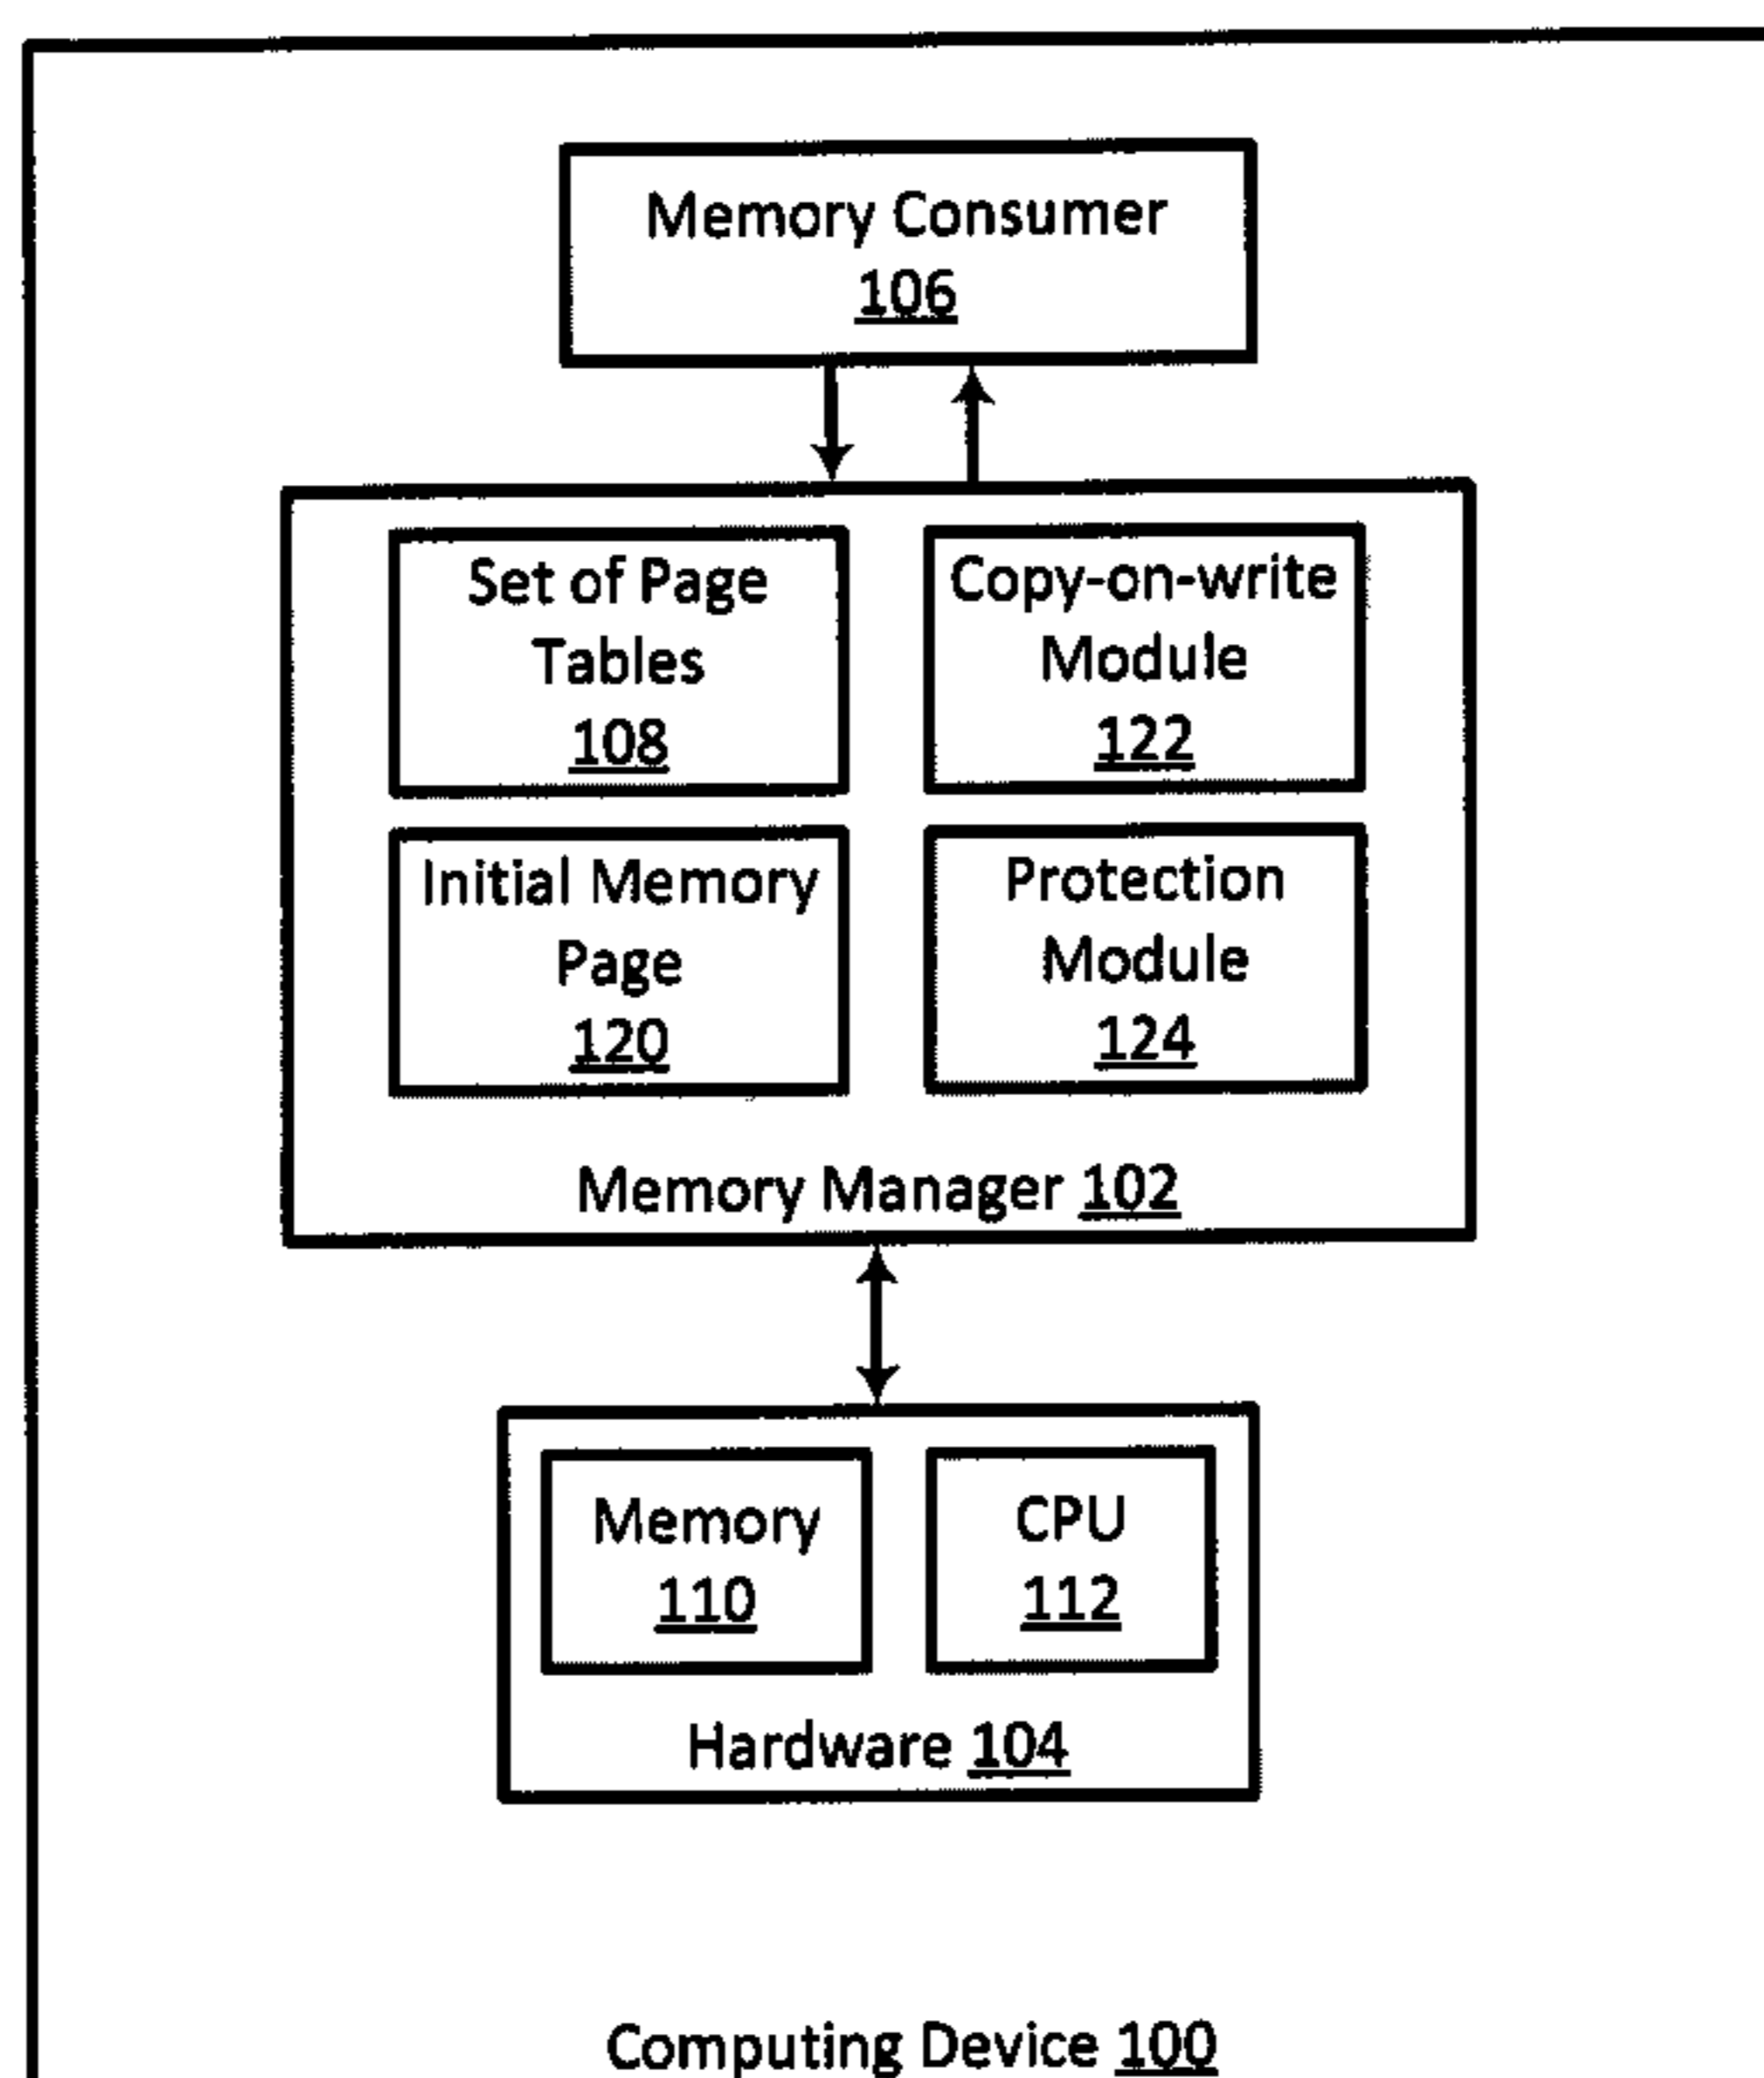 Memory Consumer
106
Set of Page
Tables
108
Copy-on-write
Module
122
Initial Memory
Page
120
Protection
Module
124
Memory Manager 102
Memory
110
CPU
112
Hardware 104
Computing Device 100